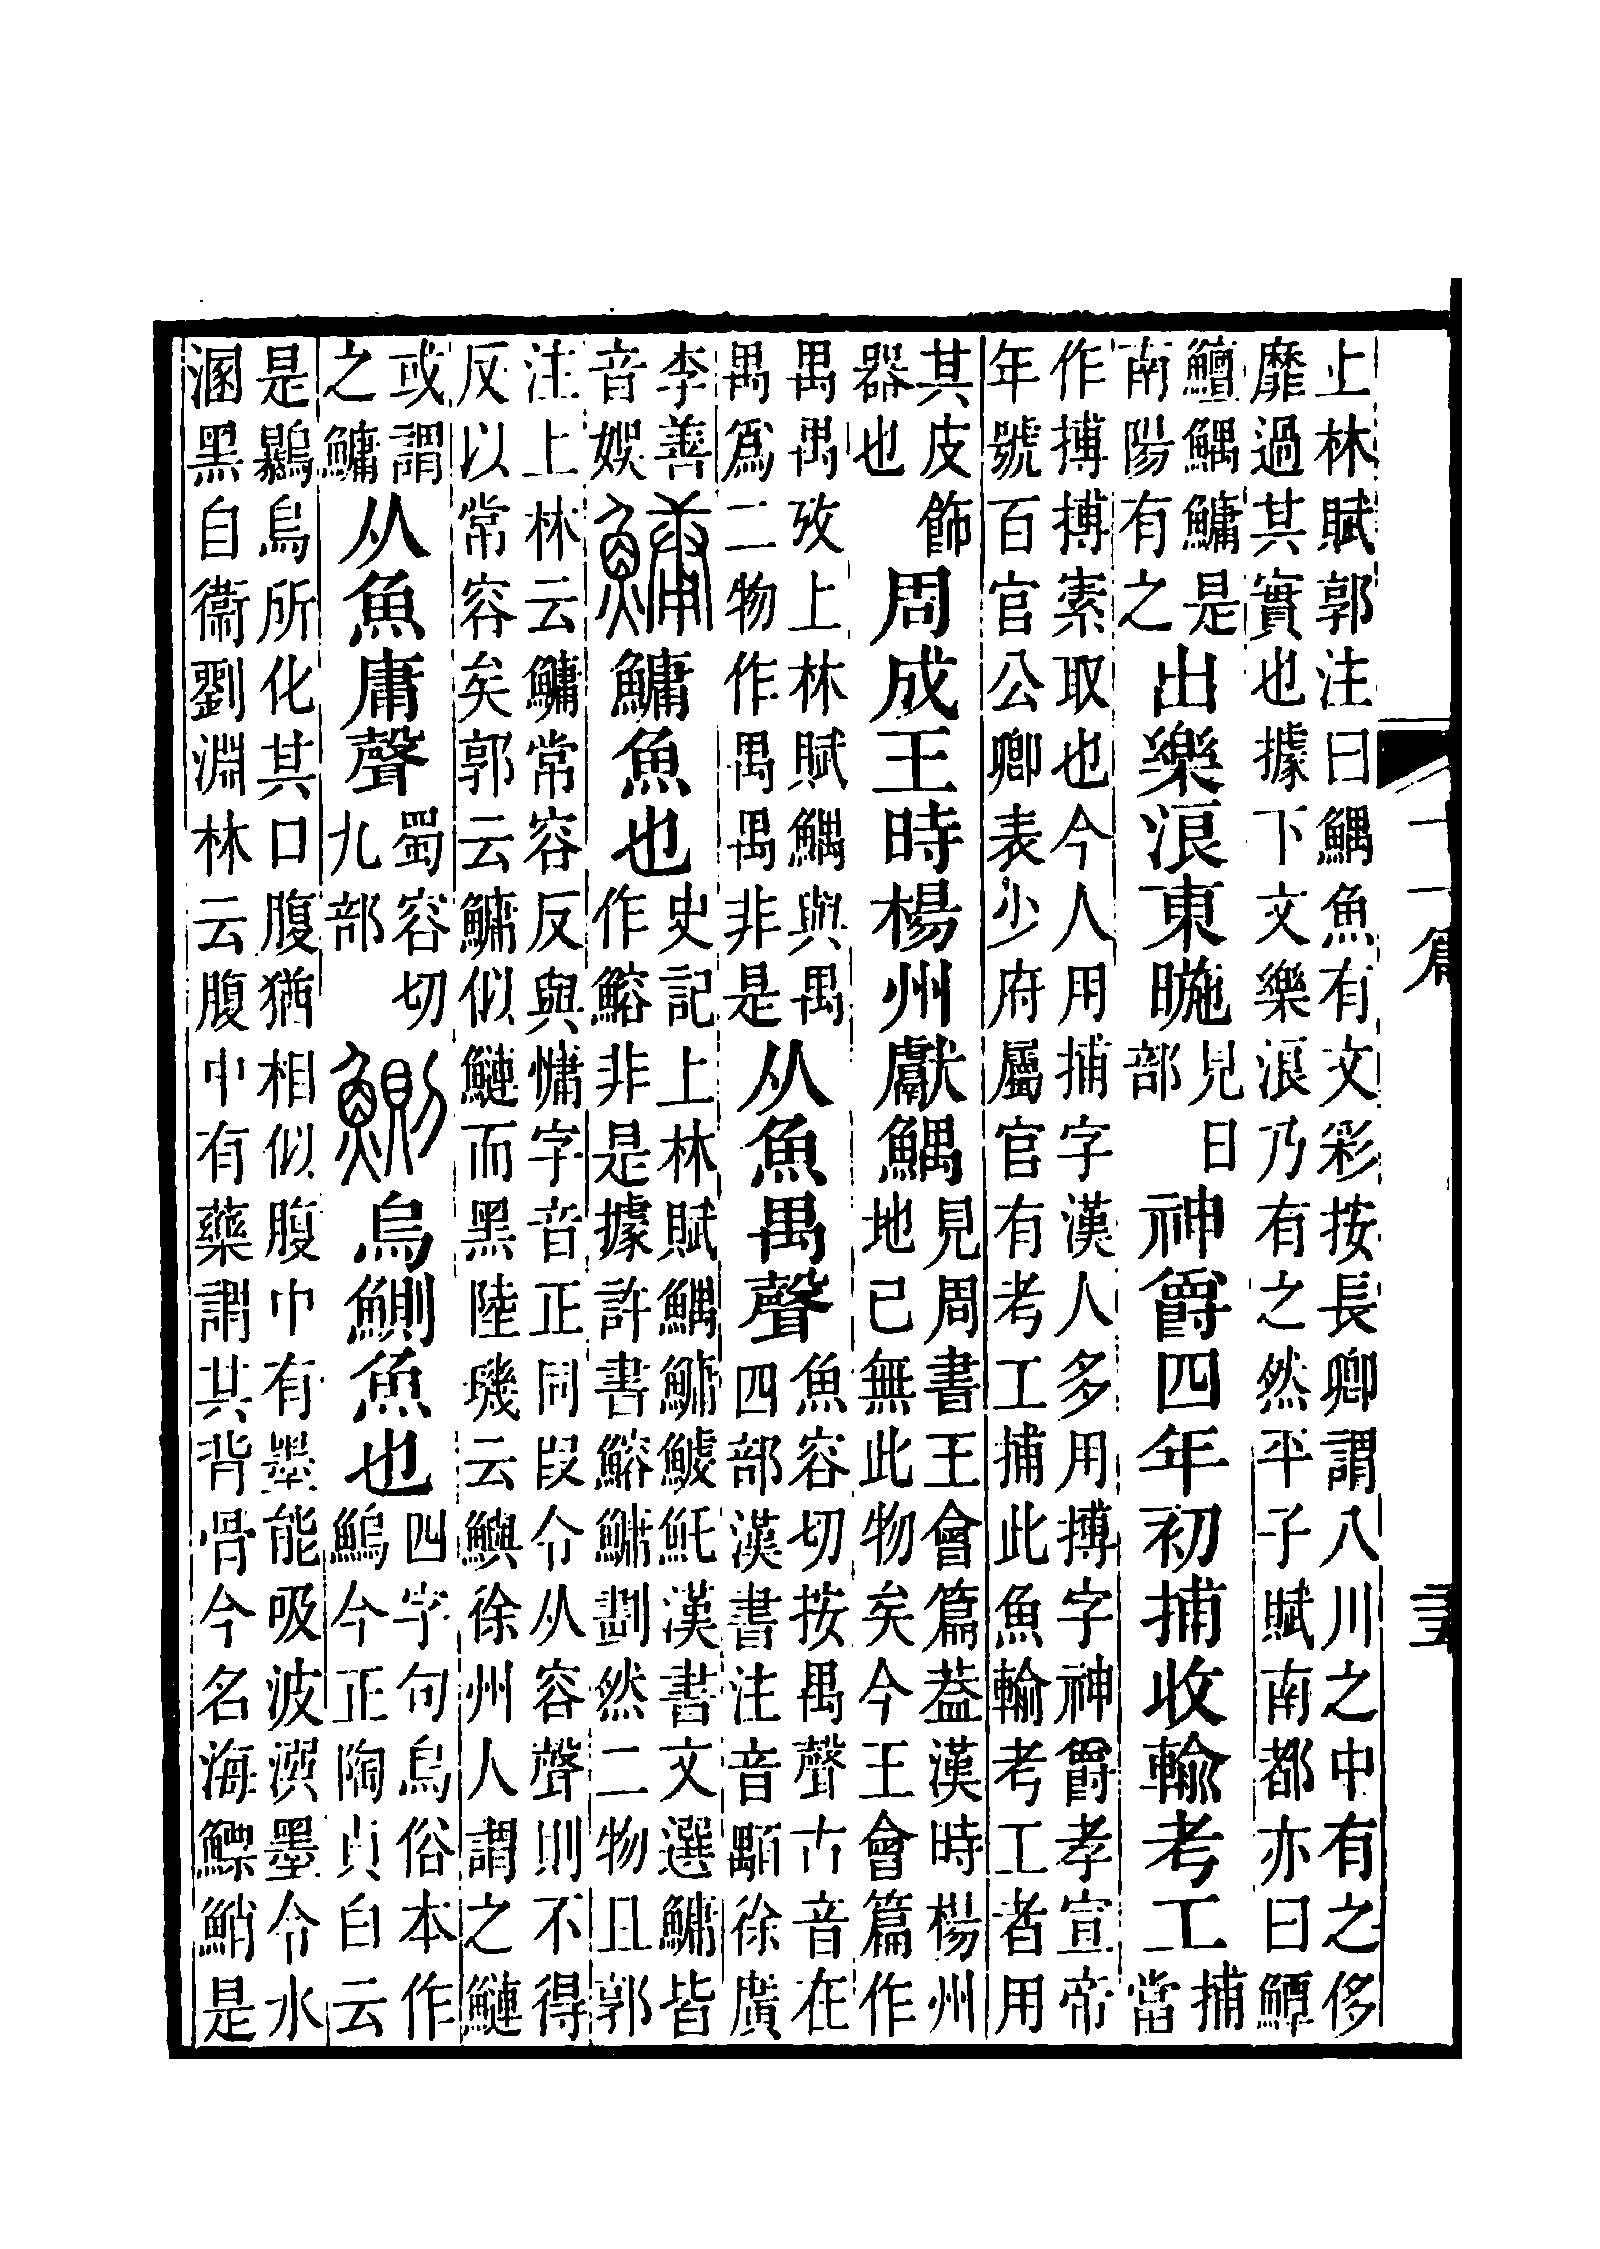 上林賦郭注曰鰅魚有文彩按長卿謂八川之中有之侈
靡過其實也據下文樂浪乃有之然平子賦南都亦曰鱏
鱣鰅鱅是
南陽有之
出樂浪東暆
見日
部
神爵四年初捕收輸考工
捕
當
作搏搏索取也今人用捕字漢人多用搏字神爵孝宣帝
年號百官公卿表少府屬官有考工捕此魚輸考工者用
其皮飾
器也
周成王時楊州獻鰅
見周書王會篇葢漢時楊州
地已無此物矣今王會篇作
禺禺攷上林賦鰅與禺
禺爲二物作禺禺非是
从魚禺聲
魚容切按禺聲古音在
四部漢書注音顒徐廣
李善
音娛
鱅
鱅魚也
史記上林賦鰅鱅鰬魠漢書文選鱅皆
作鰫非是據許書鰫鱅劃然二物且郭
注上林云鱅常容反與慵字音正同叚令从容聲則不得
反以常容矣郭云鱅似鰱而黑陸璣云鱮徐州人謂之鰱
或謂
之鱅
从魚庸聲
蜀容切
九部
鰂
烏鰂魚也
四字句烏俗本作
鰞今正陶貞白云
是鸔烏所化其口腹猶相似腹中有墨能吸波潠墨令水
溷黑自衞劉淵林云腹中有藥謂其背骨今名海鰾鮹是
十一篇